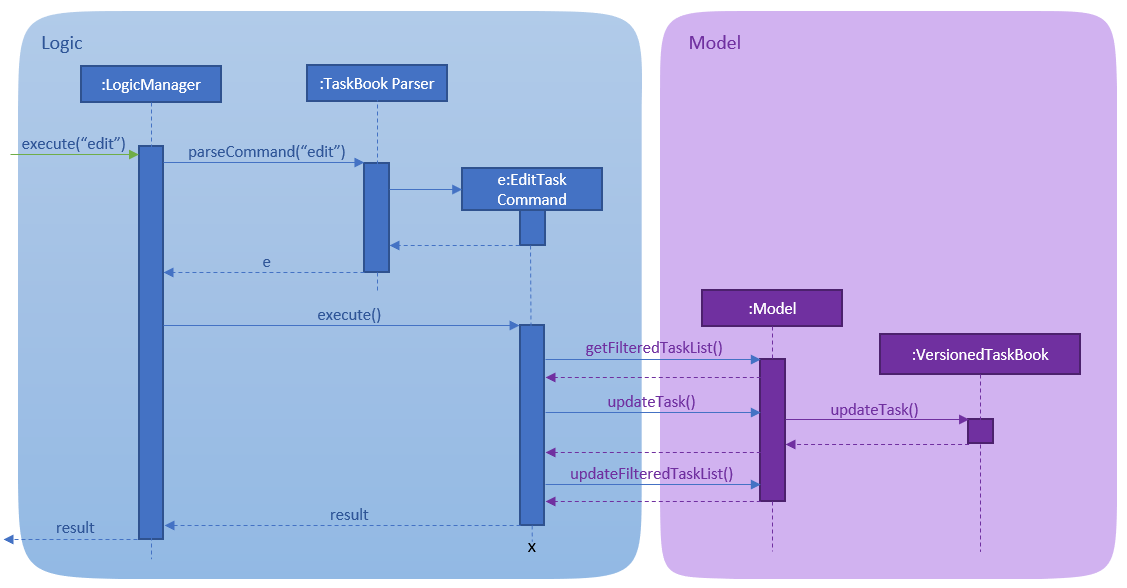 Logic
Model
:LogicManager
:TaskBook Parser
execute(“edit”)
parseCommand(“edit”)
e:EditTask
Command
e
:Model
execute()
getFilteredTaskList()
:VersionedTaskBook
updateTask()
updateTask()
updateFilteredTaskList()
result
result
x